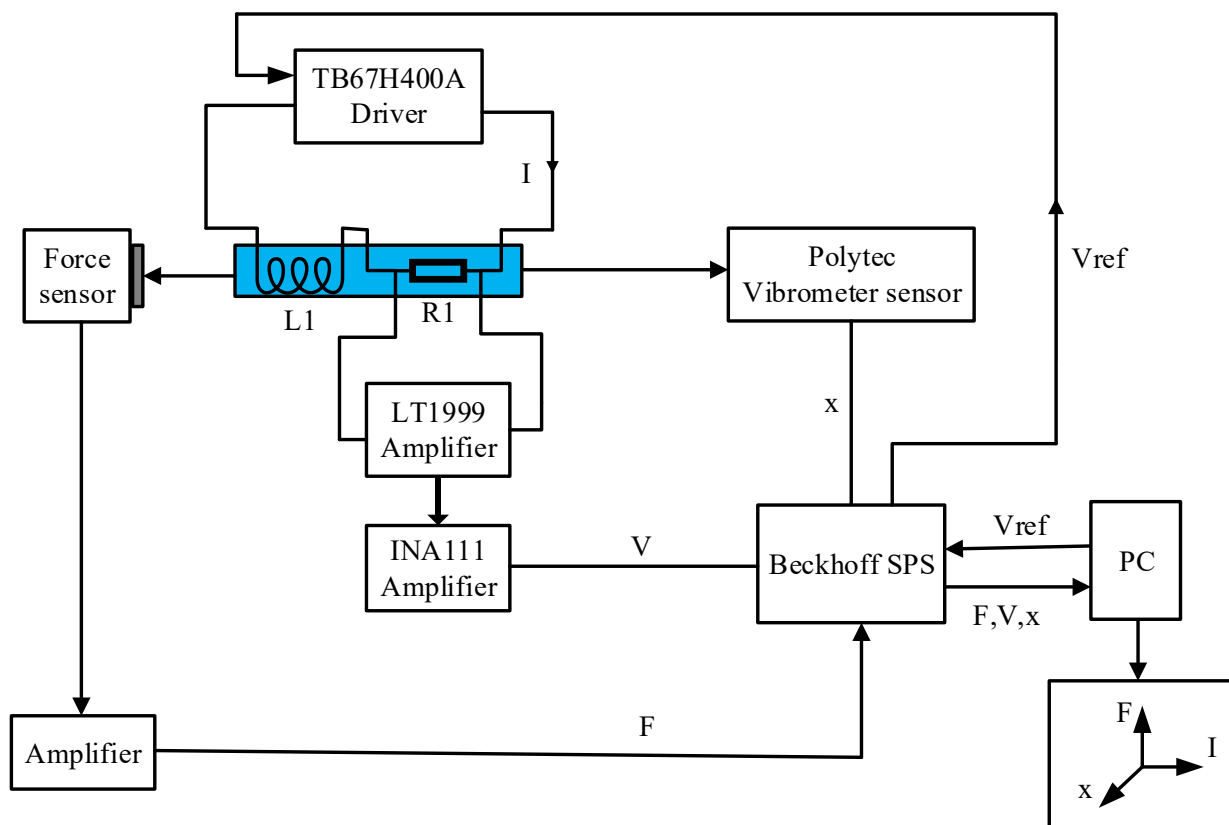 TB67H400A
Driver
I
Force
sensor
L1
R1
Polytec
Vibrometer sensor
Vref
x
LT1999
Amplifier
INA111
Amplifier
V
Beckhoff SPS
Vref
F,V,x
PC
Amplifier
F
F
I
x